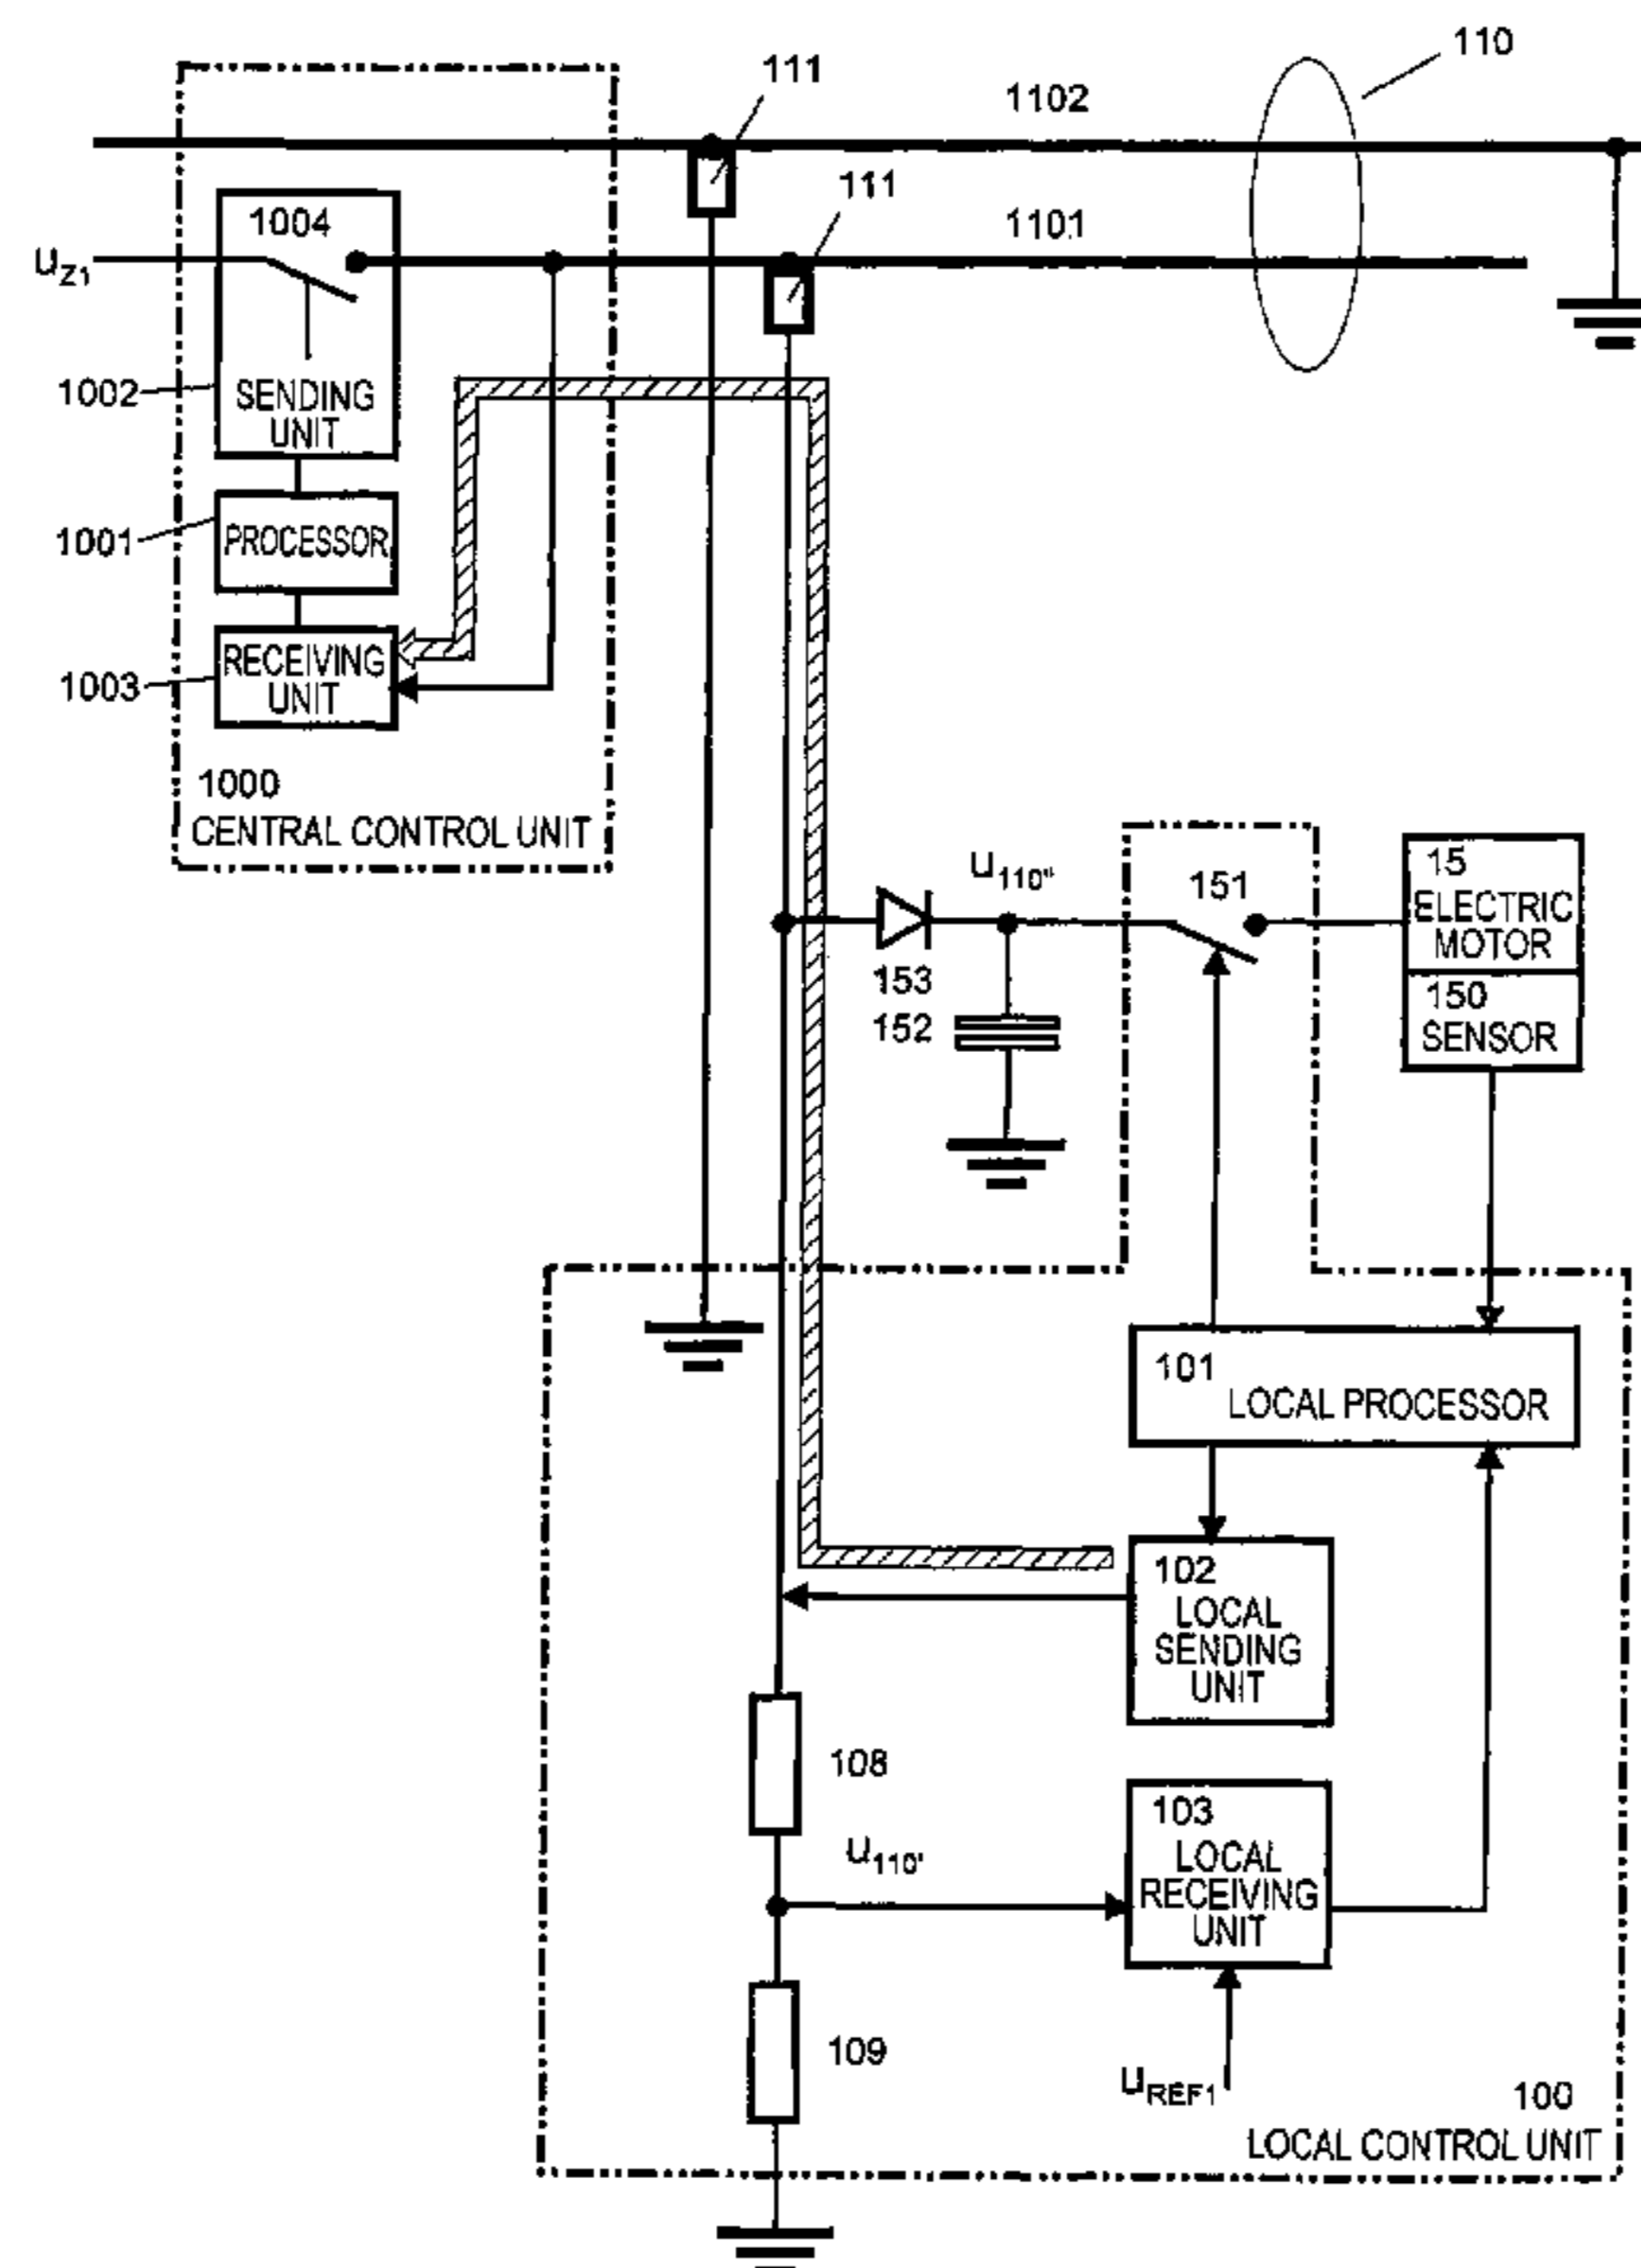 110
111
1102
111
1004
1101
uZ1
1002
SENDING
UNIT
1001
PROCESSOR
RECEIVING
UNIT
1003
1000
CENTRAL CONTROL UNIT
u110"
151
15
ELECTRIC
MOTOR
153
150
152
SENSOR
101
LOCAL PROCESSOR
102
LOCAL
SENDING
UNIT
108
103
u110'
LOCAL
RECEIVING
UNIT
109
uREF1
100
LOCAL CONTROL UNIT